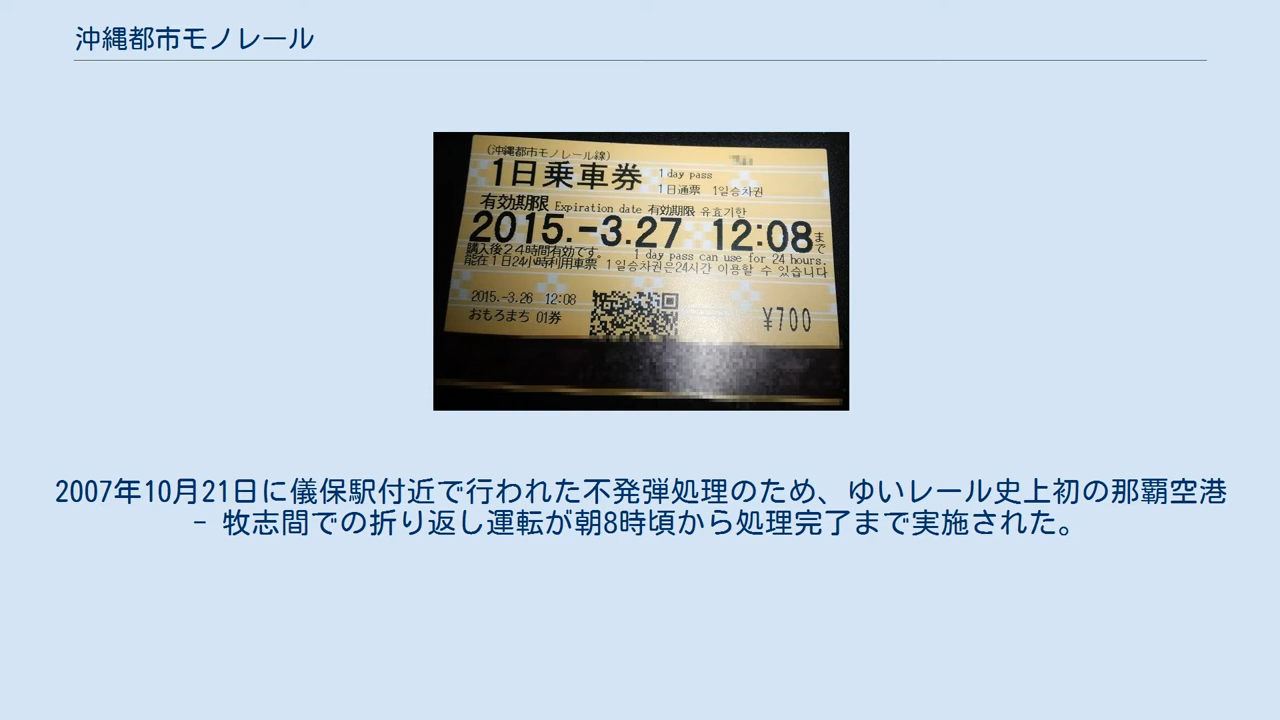 沖縄都市モノレール
(沖縄都市モノレール線)
1日乗車券 1 day pass
1日通票 1일승차권
有効期限 Expiration date 有効期限 유효기한
2015.-3.27 12:08まで
購入後24時間有効です。 1 day pass can use for 24 hours.
能在1日24小時利用車票 1일승차권은24시간 이용할 수 있습니다
2015.-3.26 12:08
おもろまち 01券
¥700
2007年10月21日に儀保駅付近で行われた不発弾処理のため、ゆいレール史上初の那覇空港
- 牧志間での折り返し運転が朝8時頃から処理完了まで実施された。